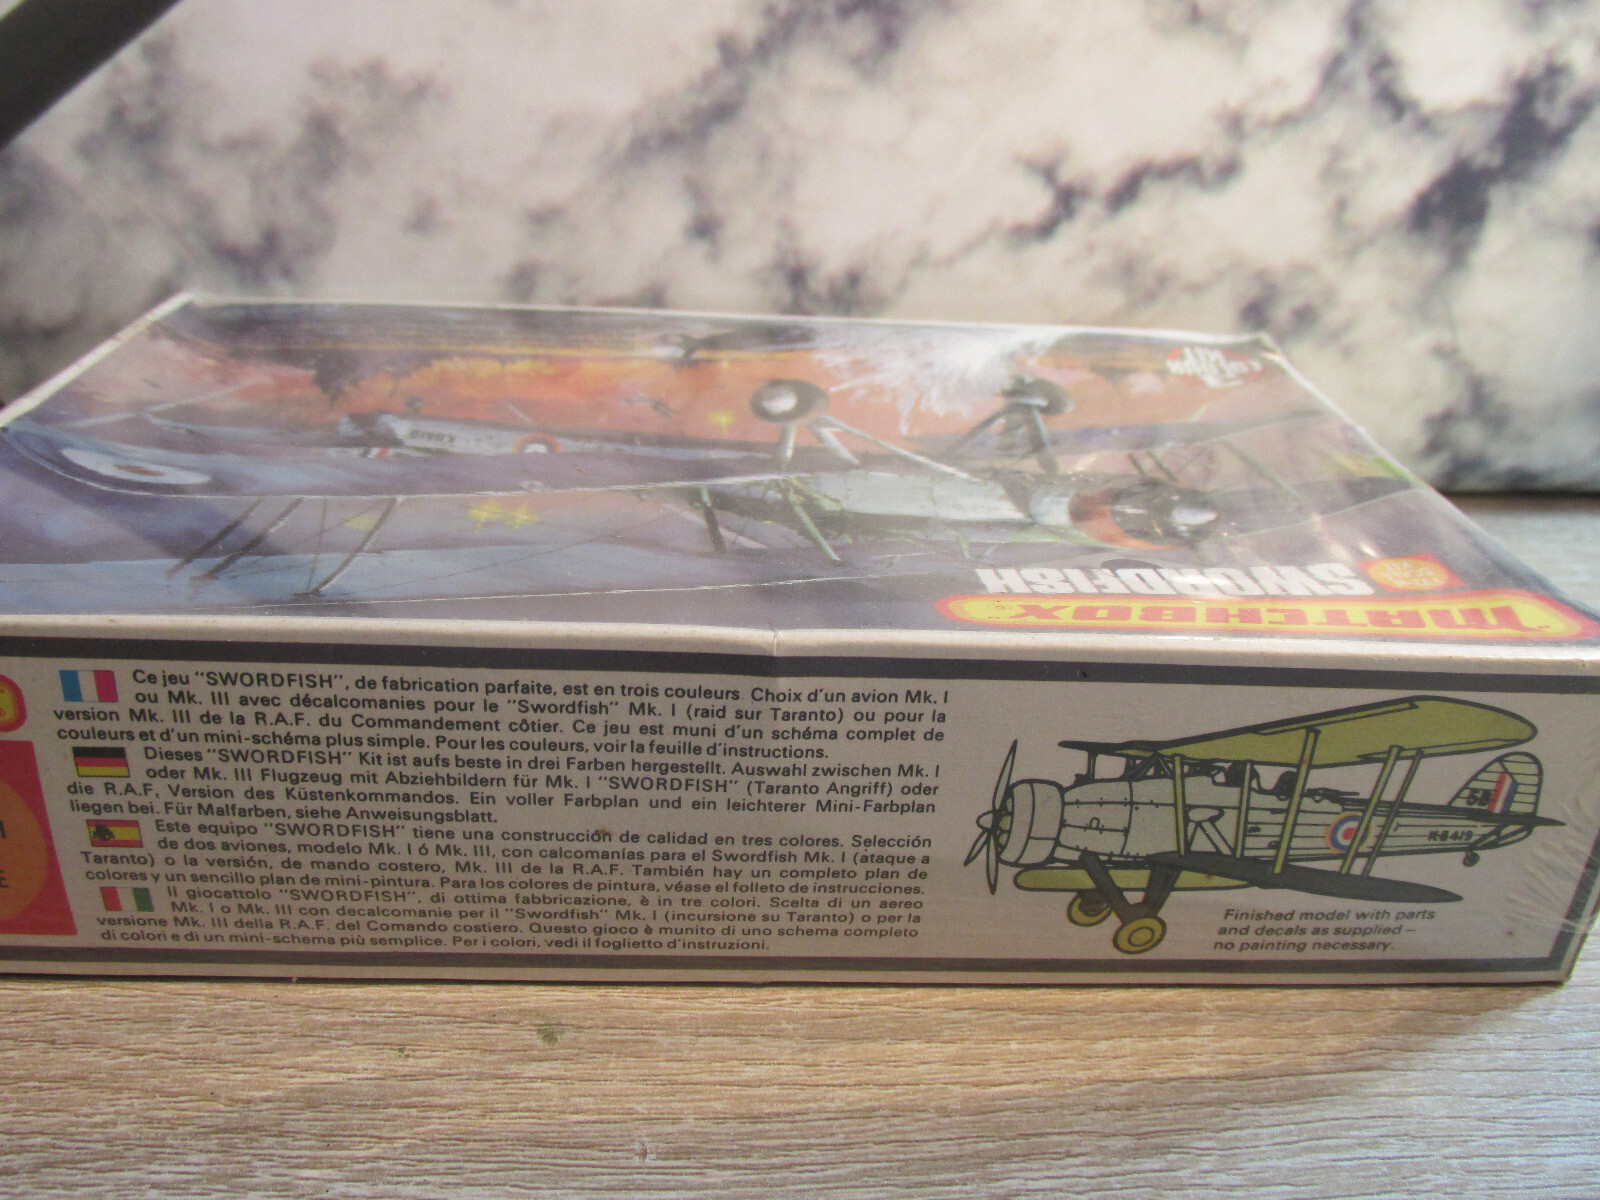 MATCHBOX
SWORDFISH
Ce jeu "SWORDFISH", de fabrication parfaite, est en trois couleurs Choix d'un avion Mk. I
ou Mk. III avec décalcomanies pour le "Swordfish" Mk. I (raid sur Taranto) ou pour la
version Mk. III de la R.A.F. du Commandement côtier. Ce jeu est muni d'un schéma complet de
couleurs et d'un mini-schéma plus simple. Pour les couleurs, voir la feuille d'instructions.
Dieses "SWORDFISH" Kit ist aufs beste in drei Farben hergestellt. Auswahl zwischen Mk. I
oder Mk. III Flugzeug mit Abziehbildern für Mk. I "SWORDFISH" (Taranto Angriff) oder
die R.A.F. Version des Küstenkommandos. Ein voller Farbplan und ein leichterer Mini-Farbplan
liegen bei. Für Malfarben, siehe Anweisungsblatt.
Este equipo "SWORDFISH" tiene una construcción de calidad en tres colores. Selección
de dos aviones, modelo Mk. I ó Mk. III, con calcomanías para el Swordfish Mk. I (ataque a
Taranto) o la versión, de mando costero, Mk. III de la R.A.F. También hay un completo plan de
colores y un sencillo plan de mini-pintura. Para los colores de pintura, véase el folleto de instrucciones.
Il giocattolo "SWORDFISH", di ottima fabbricazione, è in tre colori. Scelta di un aereo
Mk. I o Mk. III con decalcomanie per il "Swordfish" Mk. I (incursione su Taranto) o per la
versione Mk. III della R.A.F. del Comando costiero. Questo gioco è munito di uno schema completo
di colori e di un mini-schema più semplice. Per i colori, vedi il foglietto d'instruzioni.
Finished model with parts
and decals as supplied –
no painting necessary.